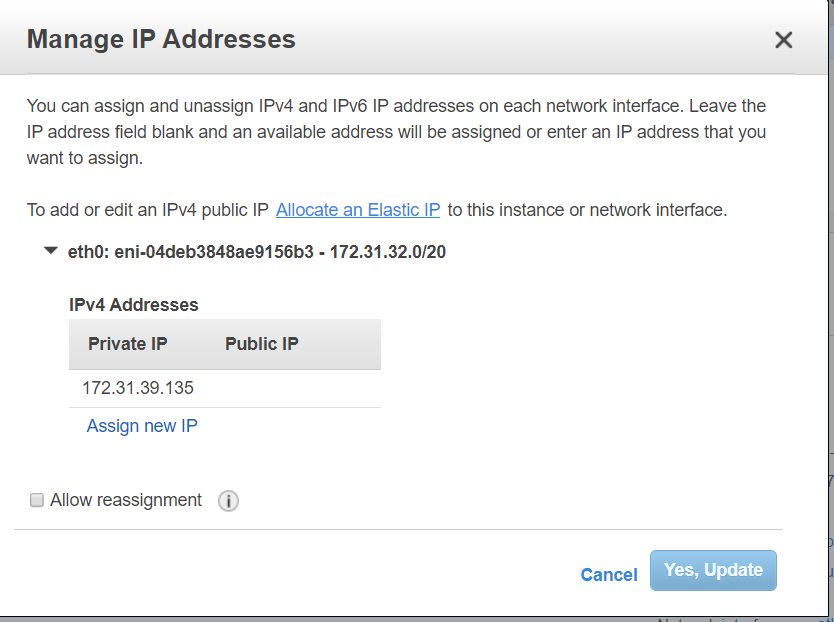 Manage IP Addresses
You can assign and unassign IPv4 and IPv6 IP addresses on each network interface. Leave the
IP address field blank and an available address will be assigned or enter an IP address that you
want to assign.
To add or edit an IPv4 public IP Allocate an Elastic IP to this instance or network interface.
eth0: eni-04deb3848ae9156b3 - 172.31.32.0/20
IPv4 Addresses
Private IP Public IP
172.31.39.135
Assign new IP
Allow reassignment
Cancel Yes, Update